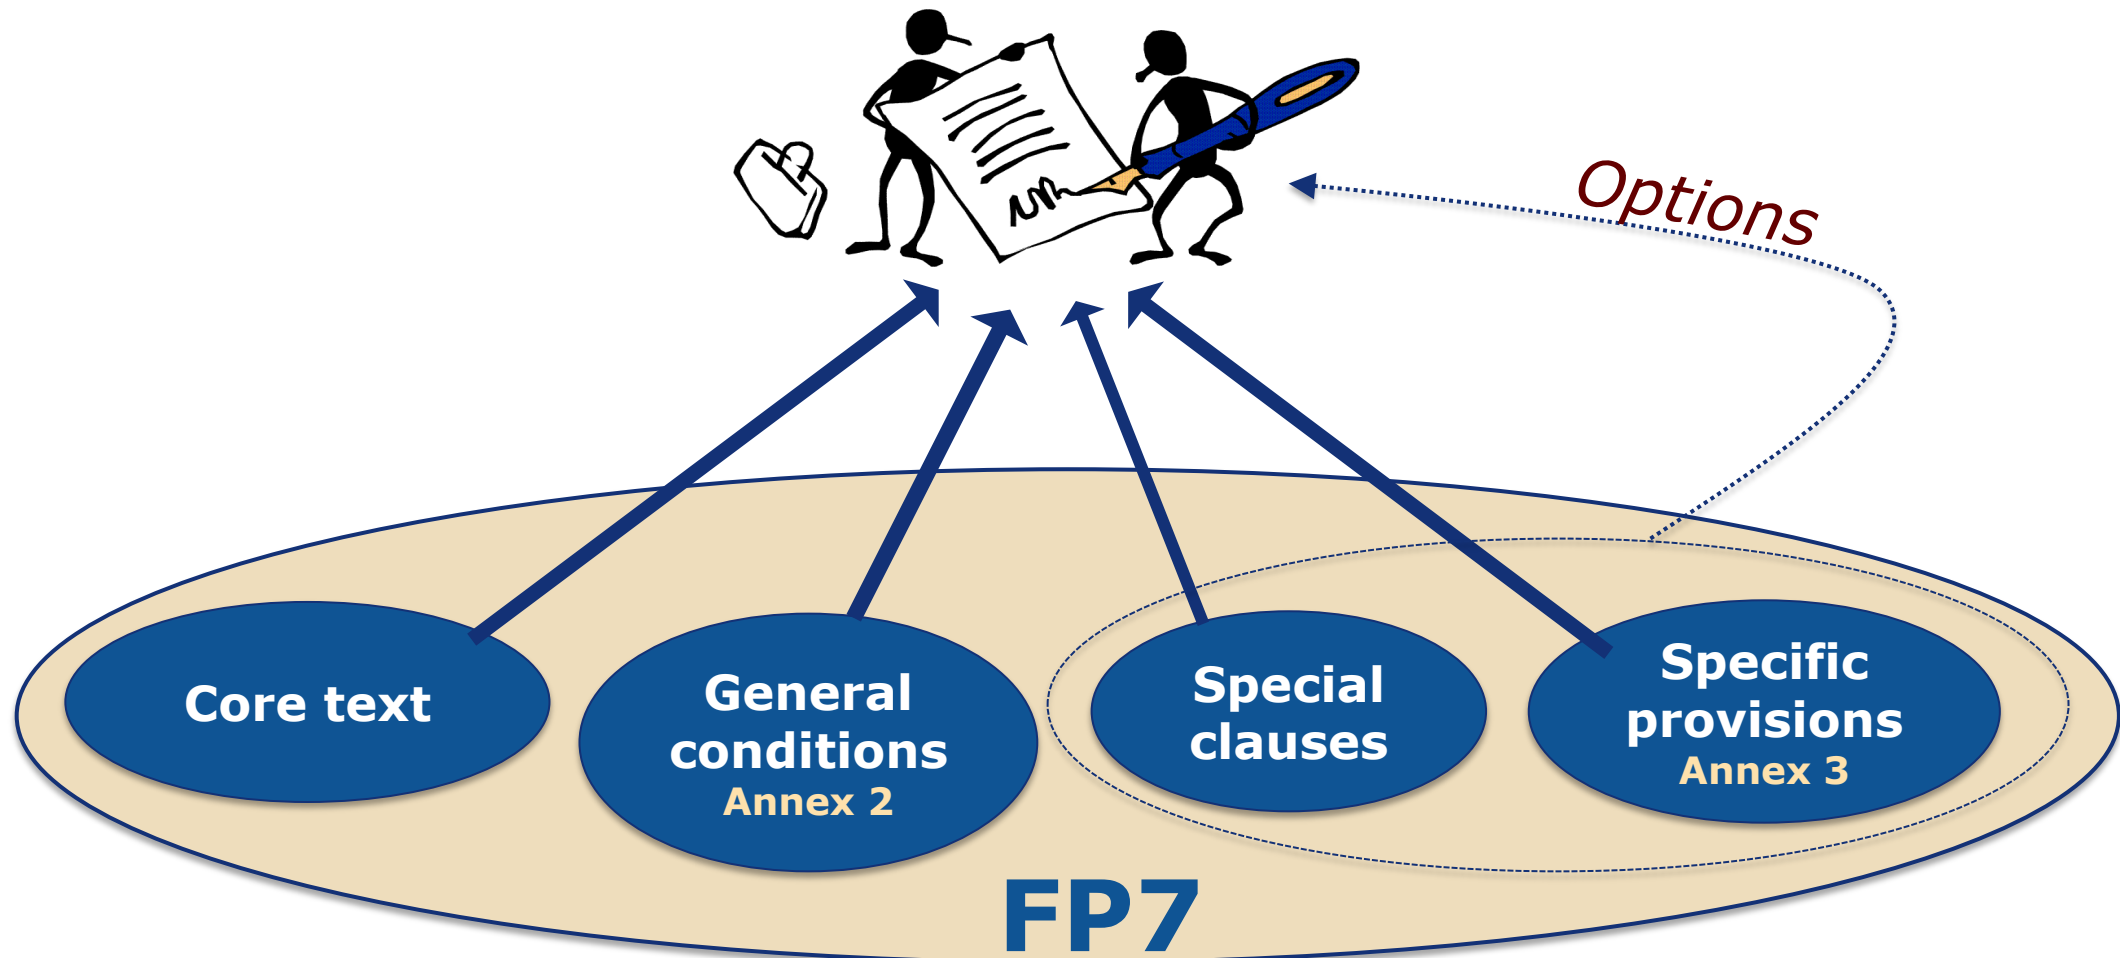 Options
Core text
General
conditions
Annex 2
Special
clauses
Specific
provisions
Annex 3
FP7